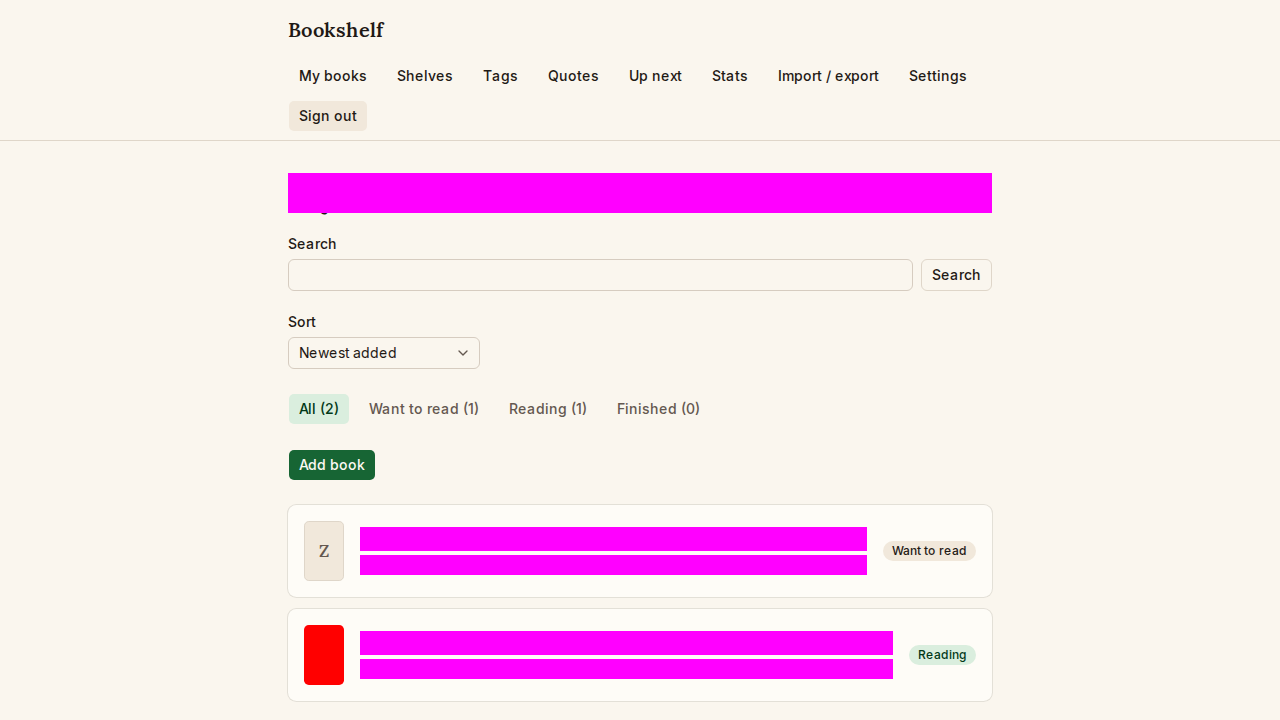 Bookshelf
My books Shelves Tags Quotes Up next Stats Import / export Settings
Sign out
Search
Search
Sort
Newest added
All (2) Want to read (1) Reading (1) Finished (0)
Add book
Z
Want to read
Reading